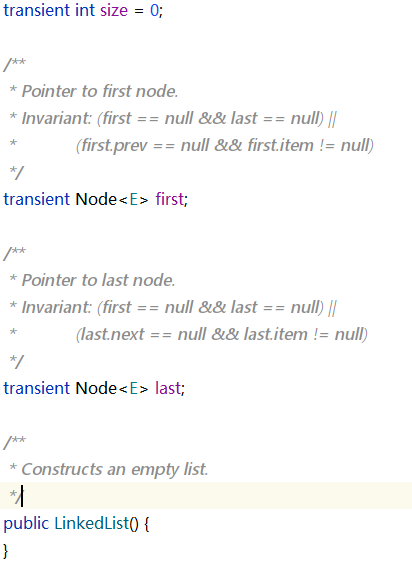 transient int size = 0;
/**
* Pointer to first node.
* Invariant: (first == null && last == null) ||
* (first.prev == null && first.item != null)
*/
transient Node<E> first;
/**
* Pointer to last node.
* Invariant: (first == null && last == null) ||
* (last.next == null && last.item != null)
*/
transient Node<E> last;
/**
* Constructs an empty list.
*/
public LinkedList() {
}